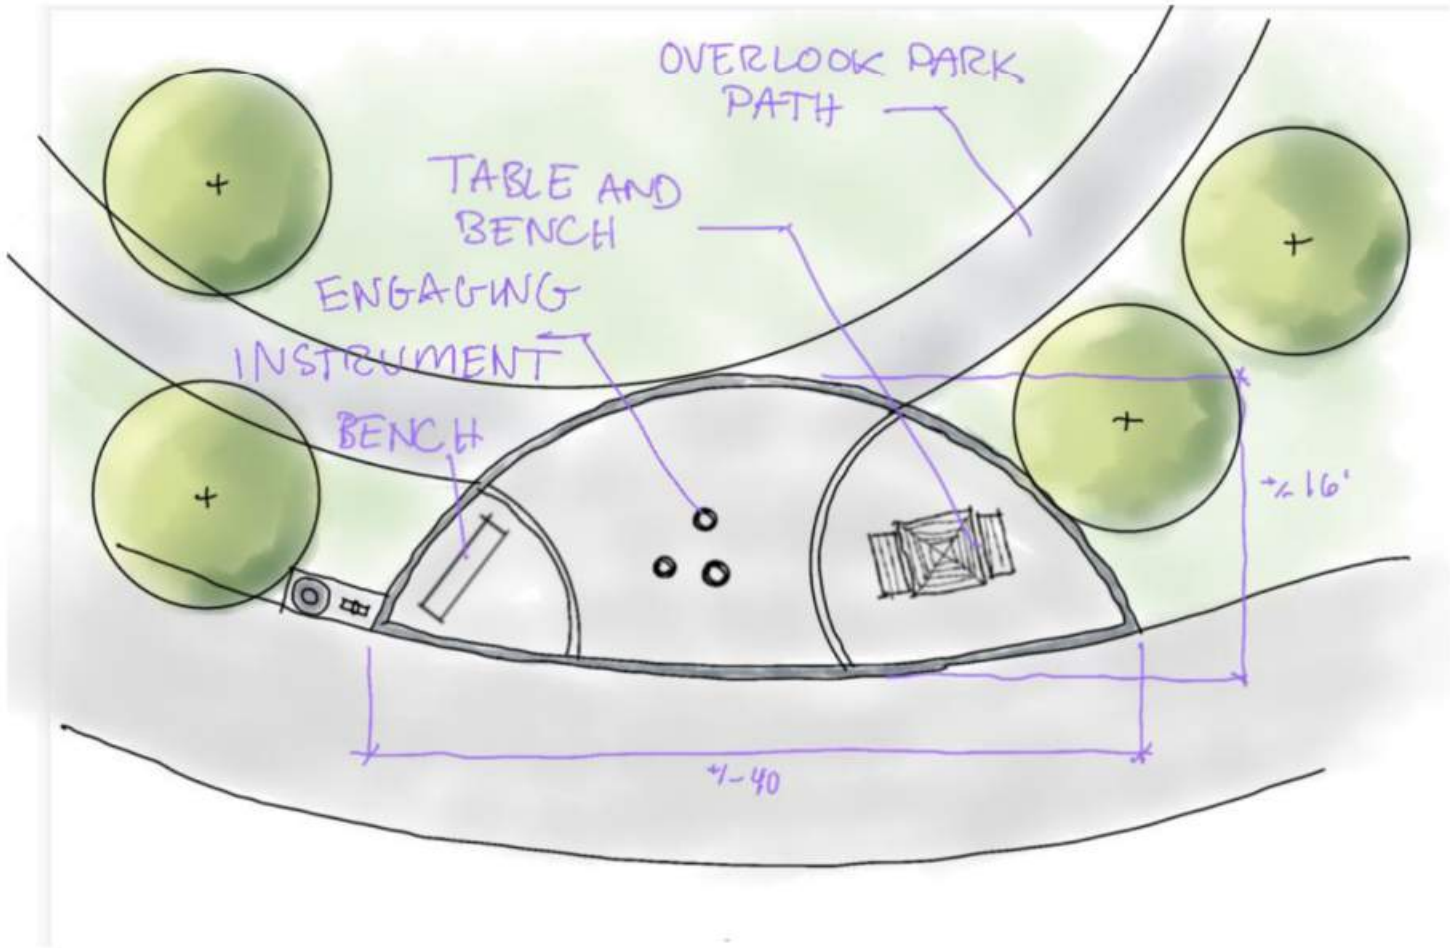 OVERLOOK PARK
PATH
TABLE AND
BENCH
ENGAGING
INSTRUMENT
BENCH
+/- 16'
+/- 40